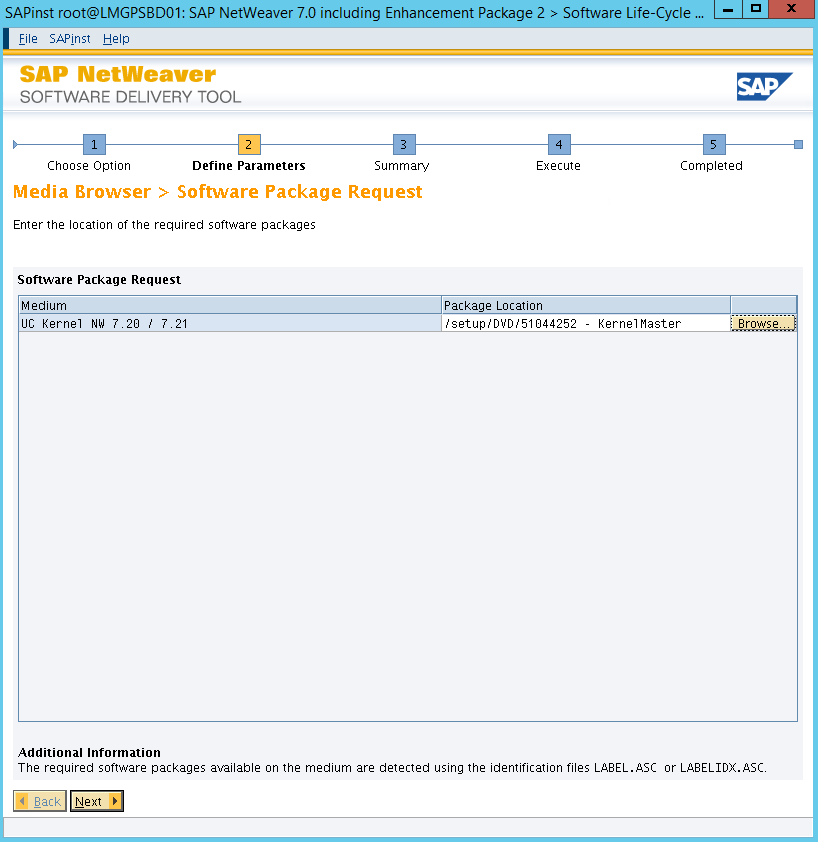 SAPinst root@LMGPSBD01: SAP NetWeaver 7.0 including Enhancement Package 2 > Software Life-Cycle ...
File SAPinst Help
SAP NetWeaver
SOFTWARE DELIVERY TOOL
SAP
1 2 3 4 5
Choose Option Define Parameters Summary Execute Completed
Media Browser > Software Package Request
Enter the location of the required software packages
Software Package Request
Medium Package Location
UC Kernel NW 7.20 / 7.21 /setup/DVD/51044252 - KernelMaster Browse...
Additional Information
The required software packages available on the medium are detected using the identification files LABEL.ASC or LABELIDX.ASC.
Back Next